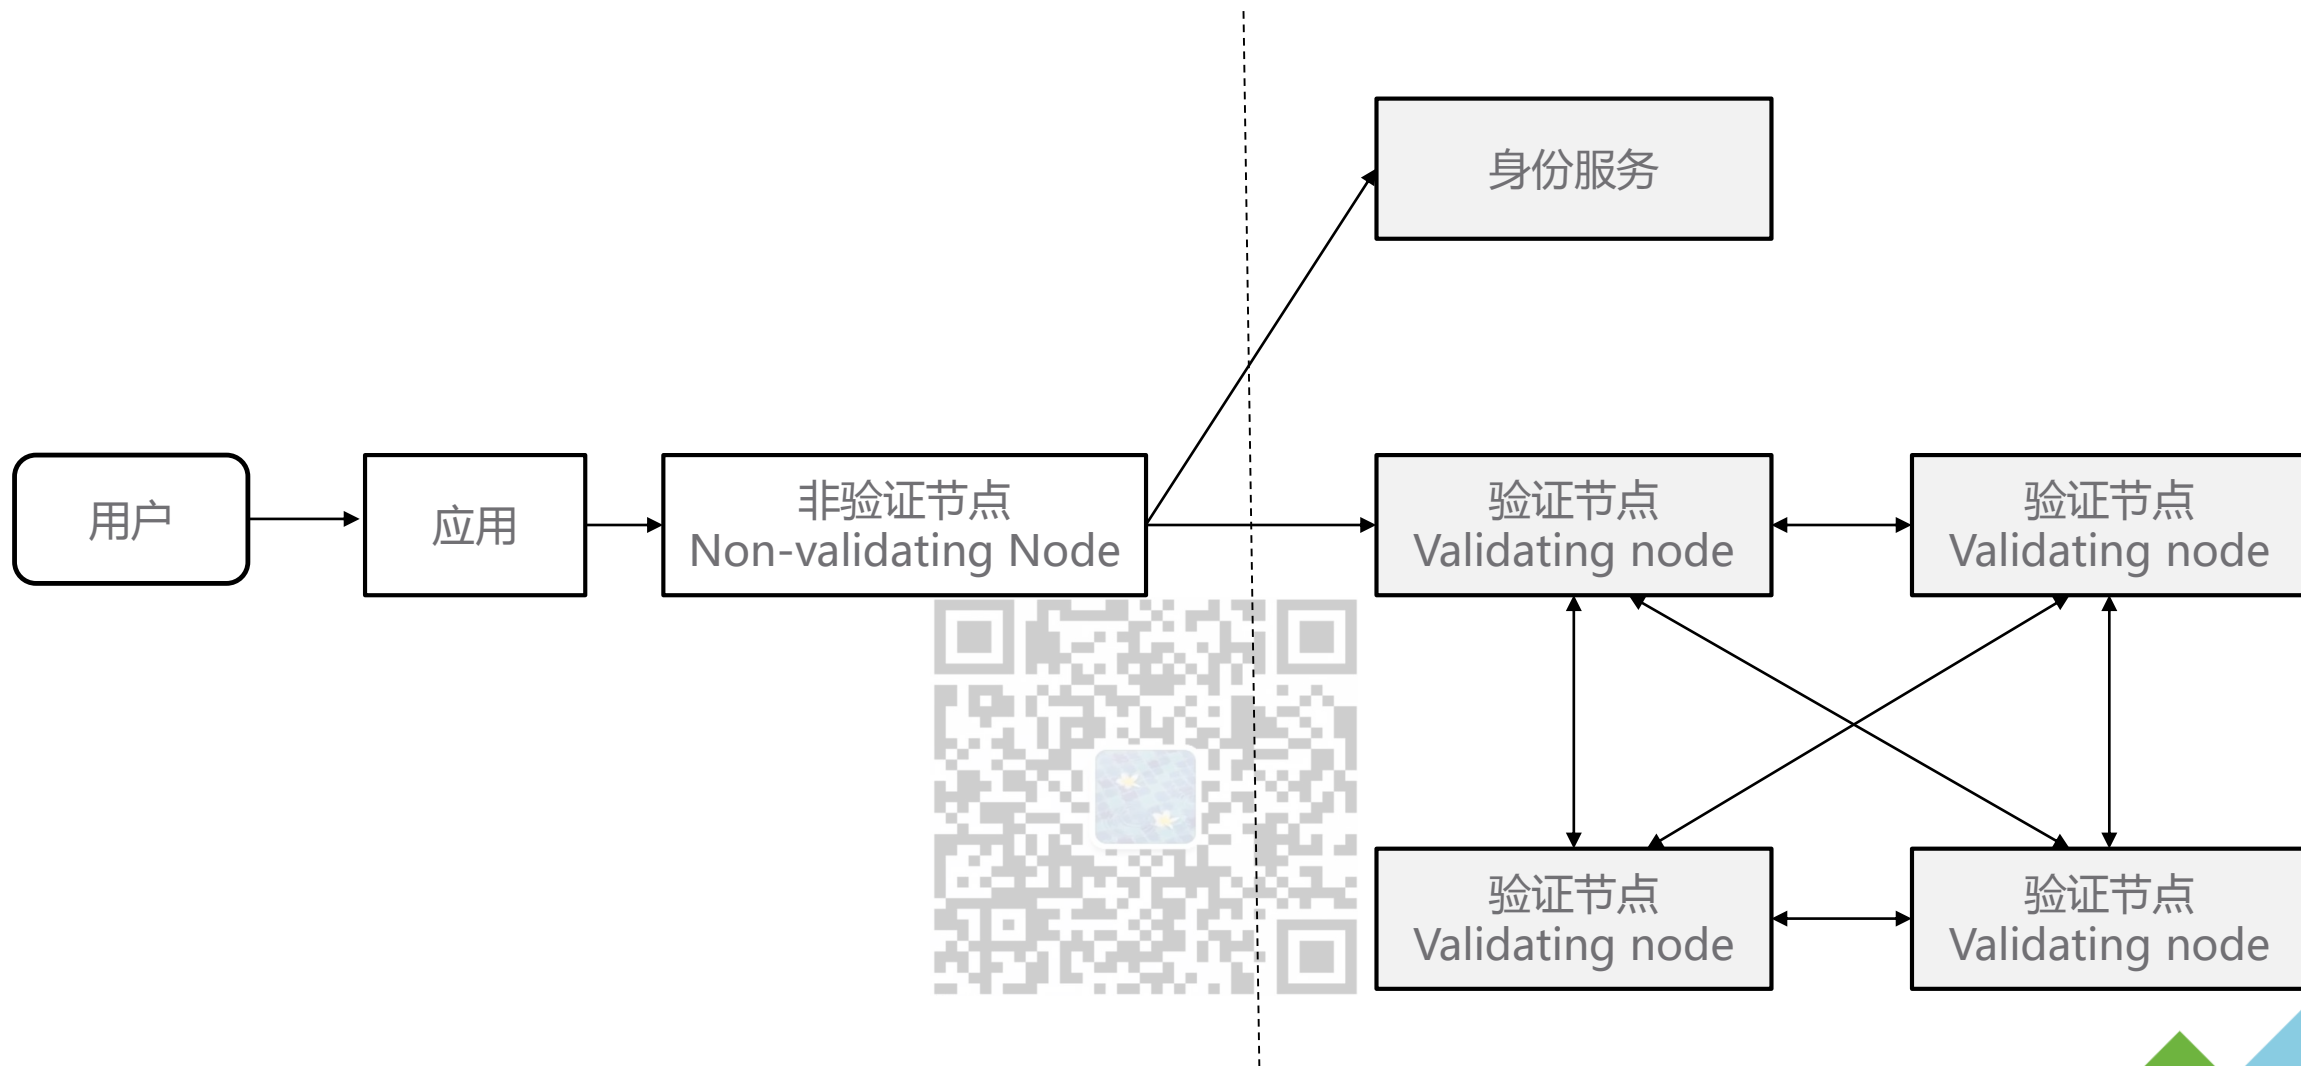 身份服务
用户
应用
非验证节点
Non-validating Node
验证节点
Validating node
验证节点
Validating node
验证节点
Validating node
验证节点
Validating node